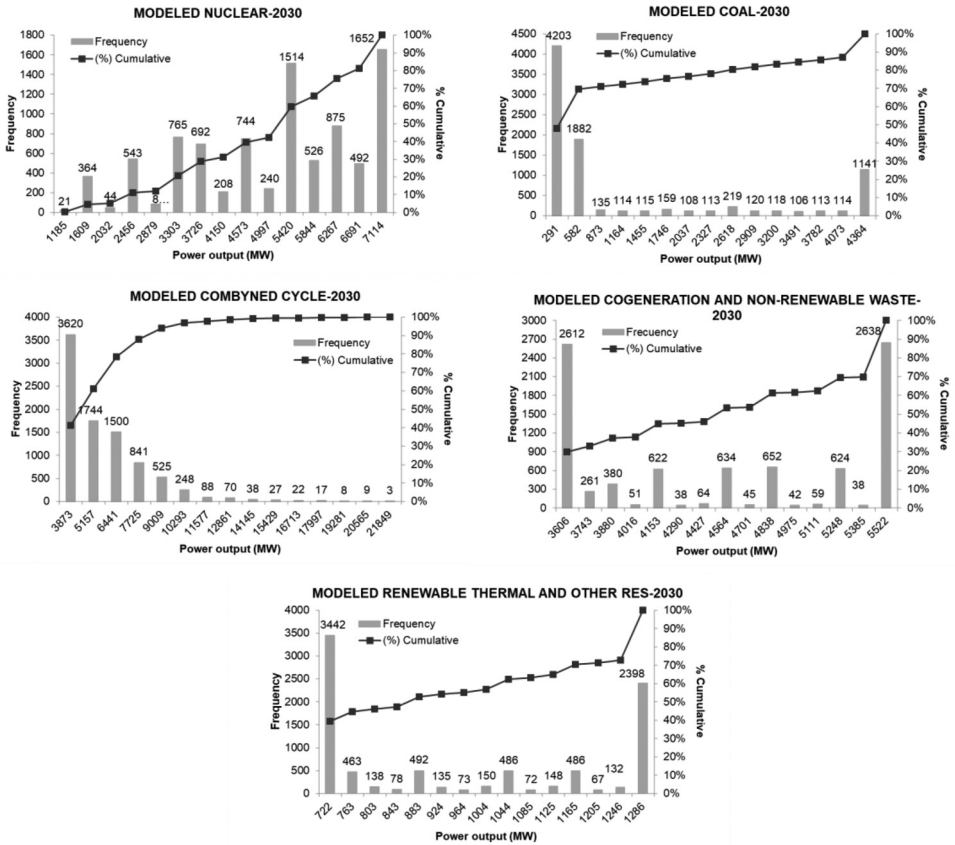 MODELED NUCLEAR-2030
Frequency
(%) Cumulative
1800
1600
1400
1200
1000
800
600
400
200
0
Frequency
100%
90%
80%
70%
60%
50%
40%
30%
20%
10%
0%
% Cumulative
21 364 44 543 8... 765 692 208 744 240 1514 526 875 492 1652
1185 1609 2032 2456 2879 3303 3726 4150 4573 4997 5420 5844 6267 6691 7114
Power output (MW)
MODELED COAL-2030
Frequency
(%) Cumulative
4500
4000
3500
3000
2500
2000
1500
1000
500
0
Frequency
100%
90%
80%
70%
60%
50%
40%
30%
20%
10%
0%
% Cumulative
4203 1882 135 114 115 159 108 113 219 120 118 106 113 114 1141
291 582 873 1164 1455 1746 2037 2327 2618 2909 3200 3491 3782 4073 4364
Power output (MW)
MODELED COMBYNED CYCLE-2030
Frequency
(%) Cumulative
4000
3500
3000
2500
2000
1500
1000
500
0
Frequency
100%
90%
80%
70%
60%
50%
40%
30%
20%
10%
0%
% Cumulative
3620 1744 1500 841 525 248 88 70 38 27 22 17 8 9 3
3873 5157 6441 7725 9009 10293 11577 12861 14145 15429 16713 17997 19281 20565 21849
Power output (MW)
MODELED COGENERATION AND NON-RENEWABLE WASTE-
2030
Frecuency
(%) Cumulative
3000
2700
2400
2100
1800
1500
1200
900
600
300
0
Frequency
100%
90%
80%
70%
60%
50%
40%
30%
20%
10%
0%
% Cumulative
2612 261 380 51 622 38 64 634 45 652 42 59 624 38 2638
3606 3743 3880 4016 4153 4290 4427 4564 4701 4838 4975 5111 5248 5385 5522
Power output (MW)
MODELED RENEWABLE THERMAL AND OTHER RES-2030
Frequency
(%) Cumulative
4000
3500
3000
2500
2000
1500
1000
500
0
Frequency
100%
90%
80%
70%
60%
50%
40%
30%
20%
10%
0%
% Cumulative
3442 463 138 78 492 135 73 150 486 72 148 486 67 132 2398
722 763 803 843 883 924 964 1004 1044 1085 1125 1165 1205 1246 1286
Power output (MW)